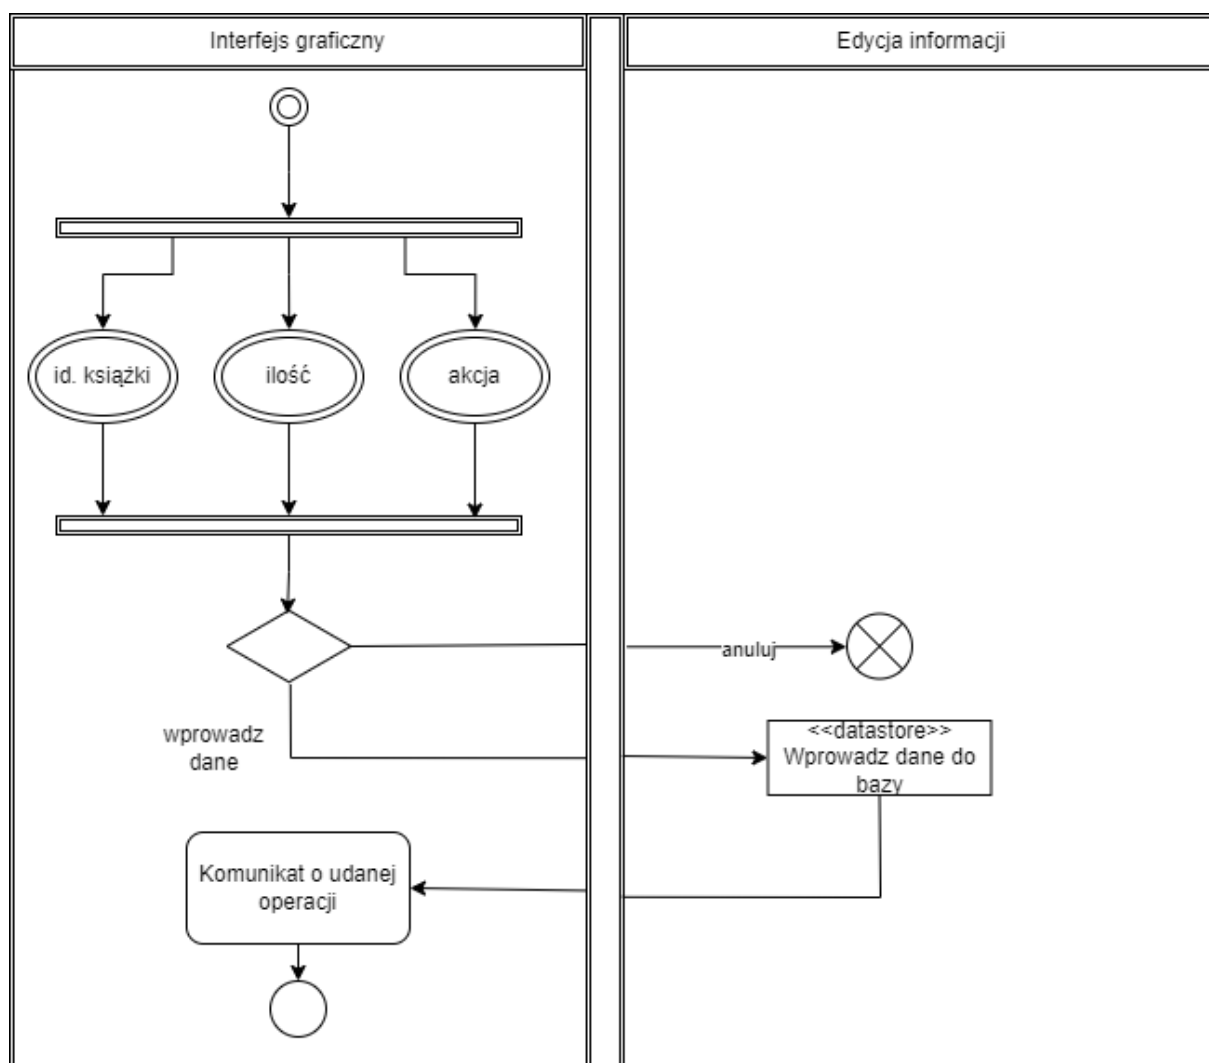 Interfejs graficzny
Edycja informacji
id. książki
ilość
akcja
anuluj
wprowadz
dane
<<datastore>>
Wprowadz dane do
bazy
Komunikat o udanej
operacji